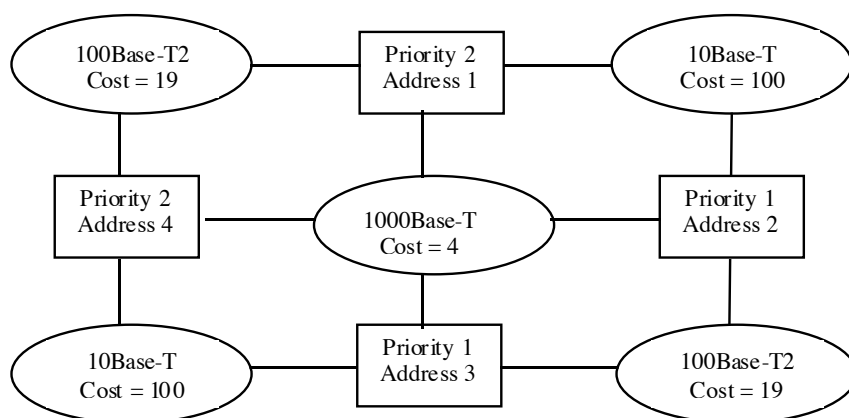 100Base-T2
Cost = 19
Priority 2
Address 1
10Base-T
Cost = 100
Priority 2
Address 4
1000Base-T
Cost = 4
Priority 1
Address 2
10Base-T
Cost = 100
Priority 1
Address 3
100Base-T2
Cost = 19